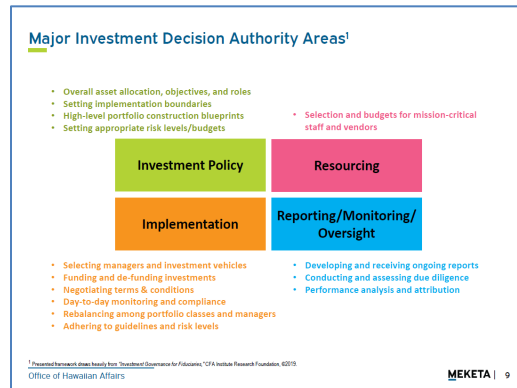 Major Investment Decision Authority Areas1
• Overall asset allocation, objectives, and roles
• Setting implementation boundaries
• High-level portfolio construction blueprints
• Setting appropriate risk levels/budgets
• Selection and budgets for mission-critical
staff and vendors
Investment Policy
Resourcing
Implementation
Reporting/Monitoring/
Oversight
• Selecting managers and investment vehicles
• Funding and de-funding investments
• Negotiating terms & conditions
• Day-to-day monitoring and compliance
• Rebalancing among portfolio classes and managers
• Adhering to guidelines and risk levels
• Developing and receiving ongoing reports
• Conducting and assessing due diligence
• Performance analysis and attribution
1 Presented framework draws heavily from "Investment Governance for Fiduciaries," CFA Institute Research Foundation, ©2019.
Office of Hawaiian Affairs
MEKETA | 9